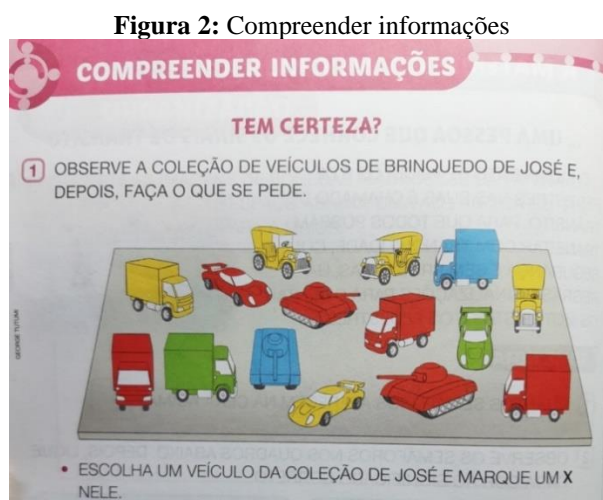 Figura 2: Compreender informações
COMPREENDER INFORMAÇÕES
TEM CERTEZA?
1 OBSERVE A COLEÇÃO DE VEÍCULOS DE BRINQUEDO DE JOSÉ E,
DEPOIS, FAÇA O QUE SE PEDE.
GEORGE TUTUMI
• ESCOLHA UM VEÍCULO DA COLEÇÃO DE JOSÉ E MARQUE UM X
NELE.